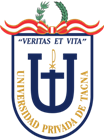 "VERITAS ET VITA"
UNIVERSIDAD PRIVADA DE TACNA